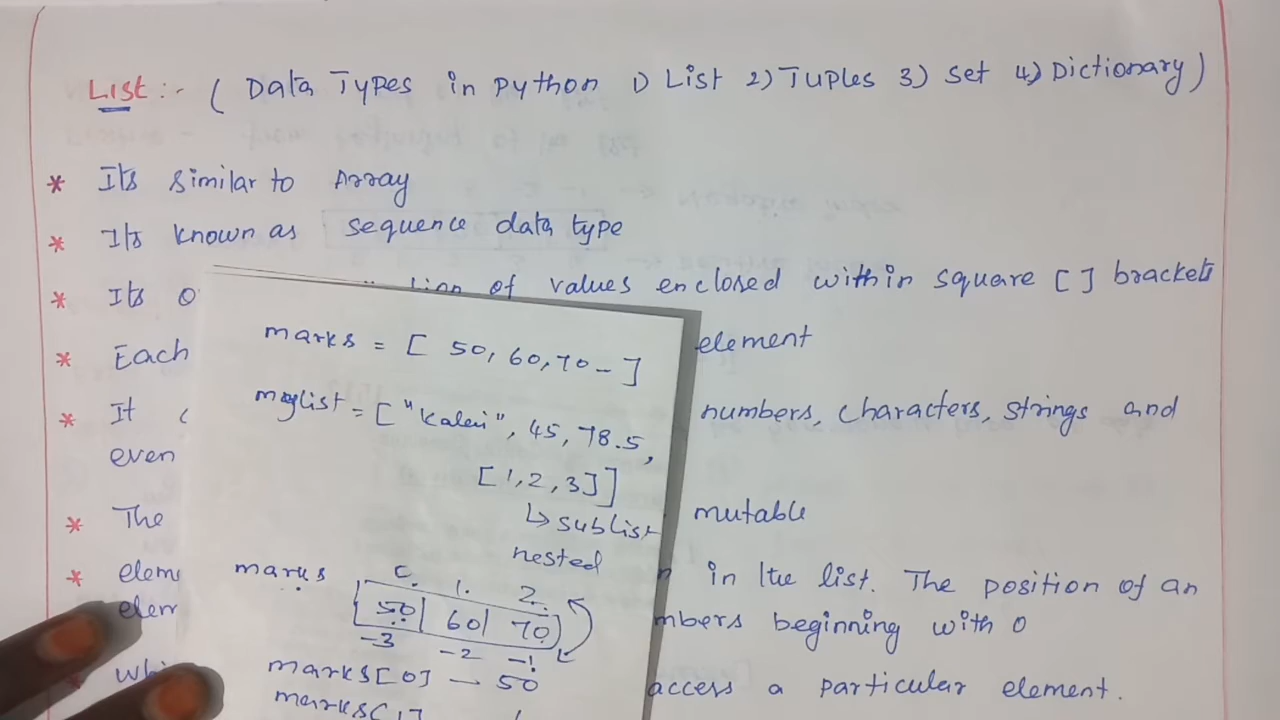 List :- ( Data Types in Python 1) List 2) Tuples 3) Set 4) Dictionary )
* Its Similar to Array
* Its known as sequence data type
* Its of values enclosed within square [ ] brackets
* Each element
* It numbers, characters, strings and
even
* The mutable
* in the list. The position of an
beginning with 0
* access a particular element.
marks = [ 50, 60, 70 - ]
mylist = [ "Kalai", 45, 78.5,
[ 1, 2, 3 ] ]
↳ sublist
nested
marks 0. 1. 2.
50 | 60 | 70
-3 -2 -1
marks[0] — 50
marks[1]